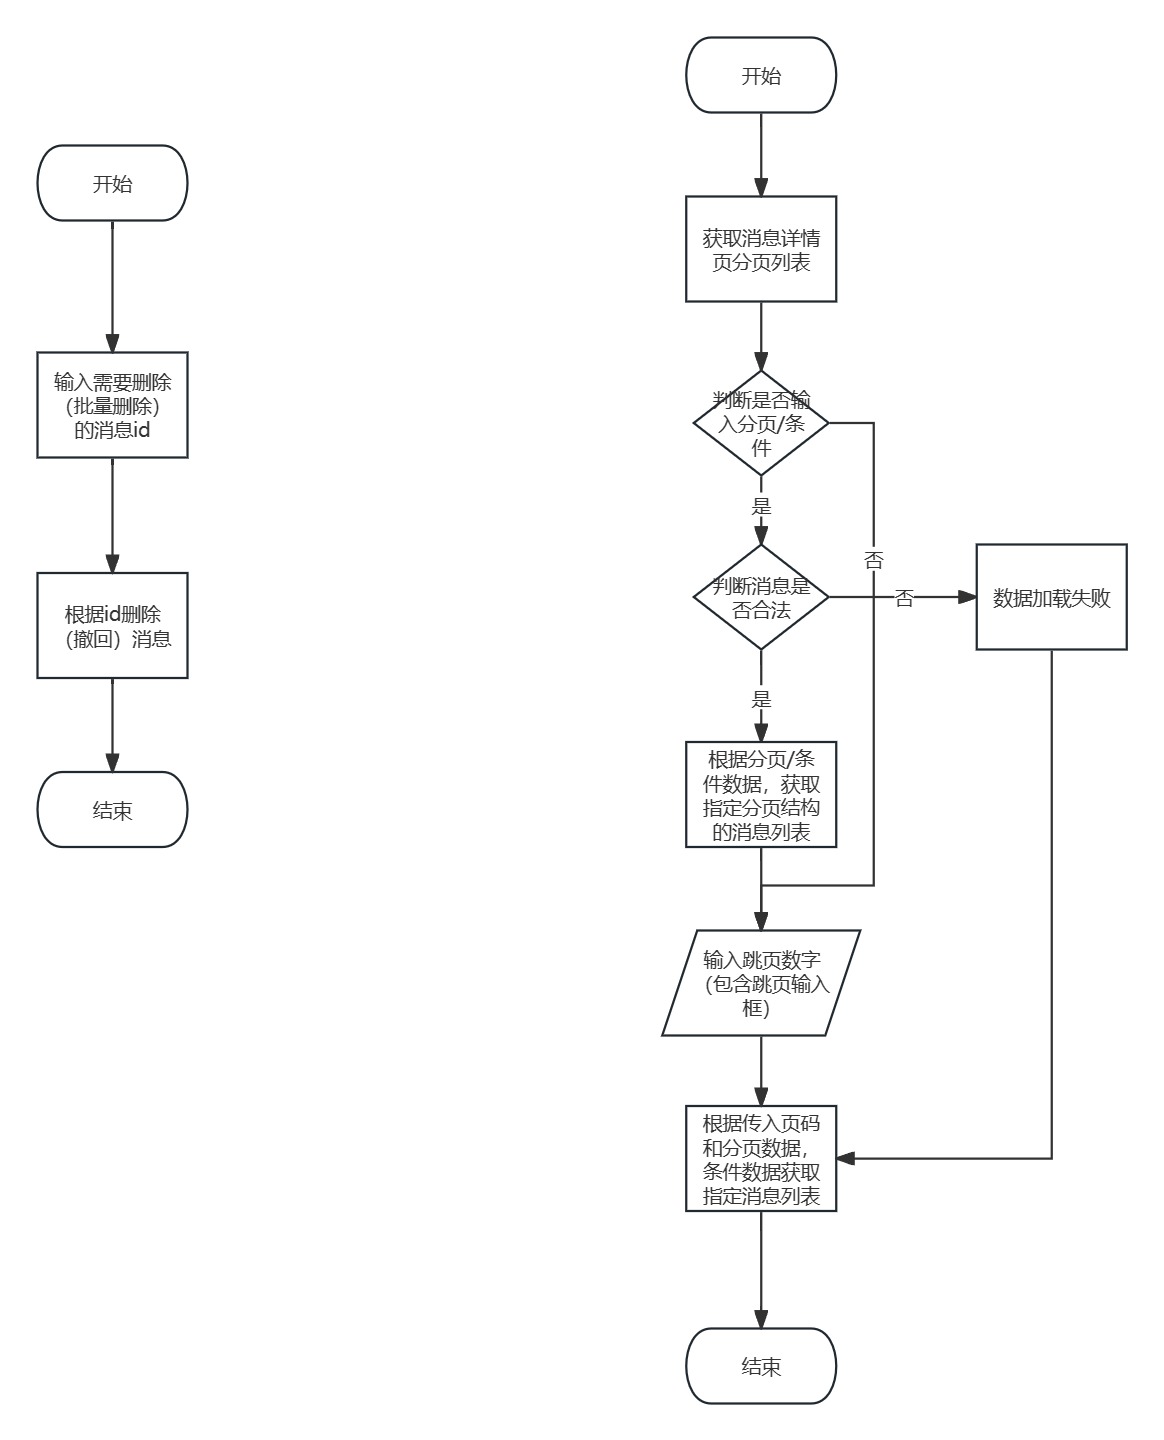 开始
输入需要删除
（批量删除）
的消息id
根据id删除
（撤回）消息
结束
开始
获取消息详情
页分页列表
判断是否输
入分页/条
件
是
否
判断消息是
否合法
否
数据加载失败
是
根据分页/条
件数据，获取
指定分页结构
的消息列表
输入跳页数字
（包含跳页输入
框）
根据传入页码
和分页数据，
条件数据获取
指定消息列表
结束